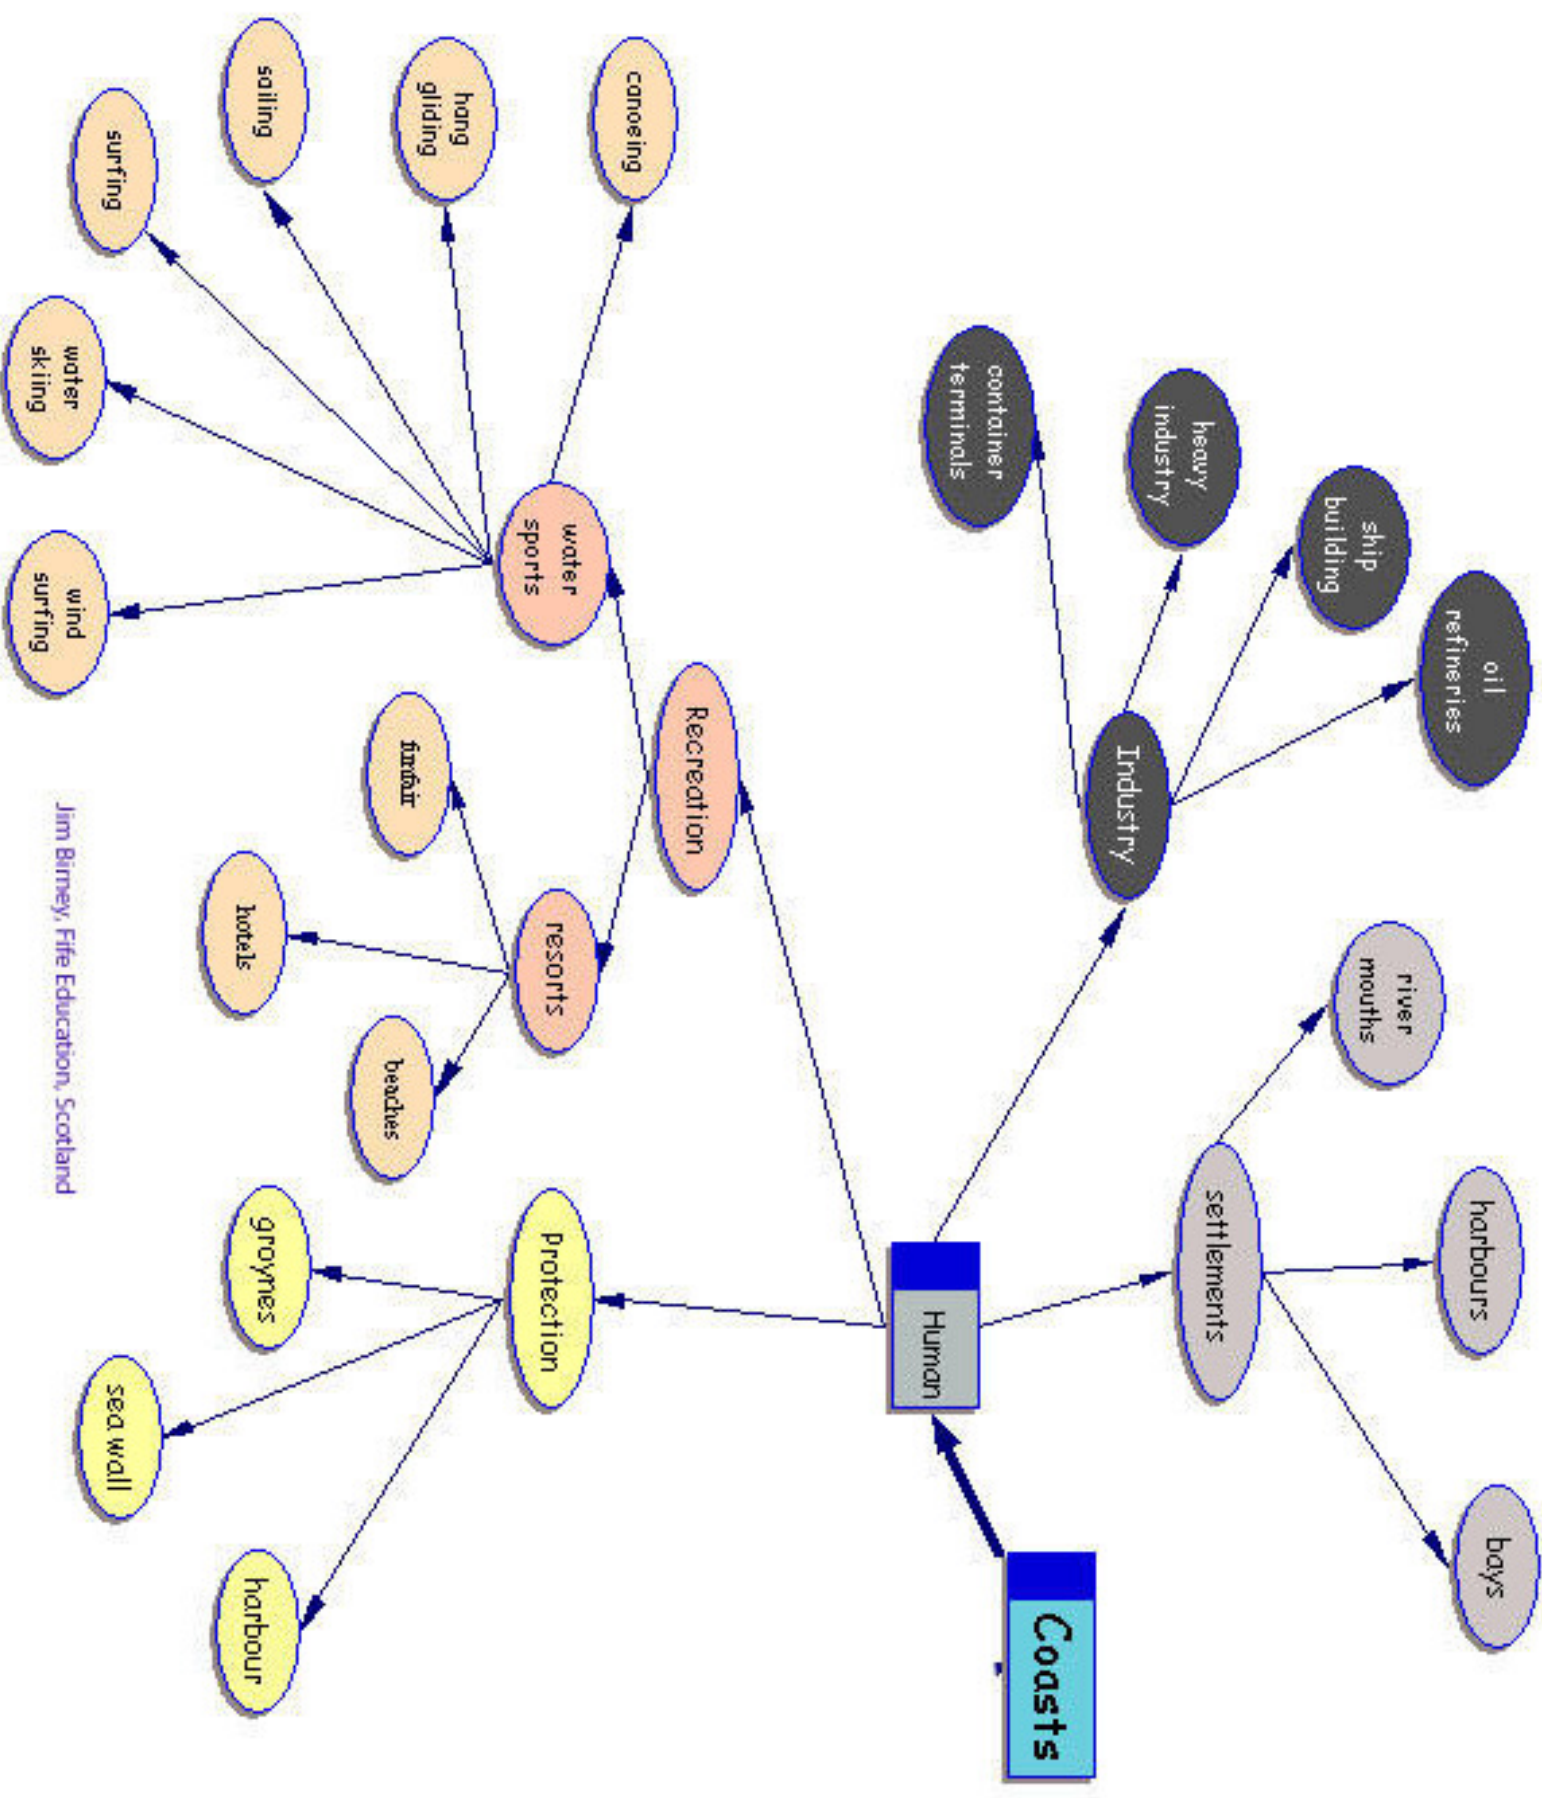 oil
refineries
ship
building
heavy
industry
container
terminals
Industry
river
mouths
harbours
bays
settlements
Coasts
Human
Recreation
water
sports
canoeing
hang
gliding
sailing
surfing
water
skiing
wind
surfing
resorts
funfair
hotels
beaches
Protection
groynes
sea wall
harbour
Jim Birney, Fife Education, Scotland